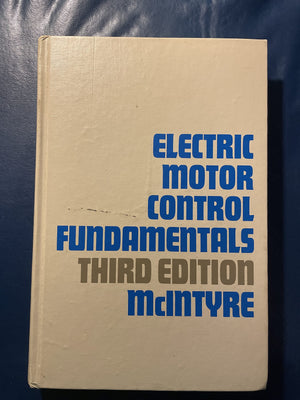 ELECTRIC
MOTOR
CONTROL
FUNDAMENTALS
THIRD EDITION
McINTYRE